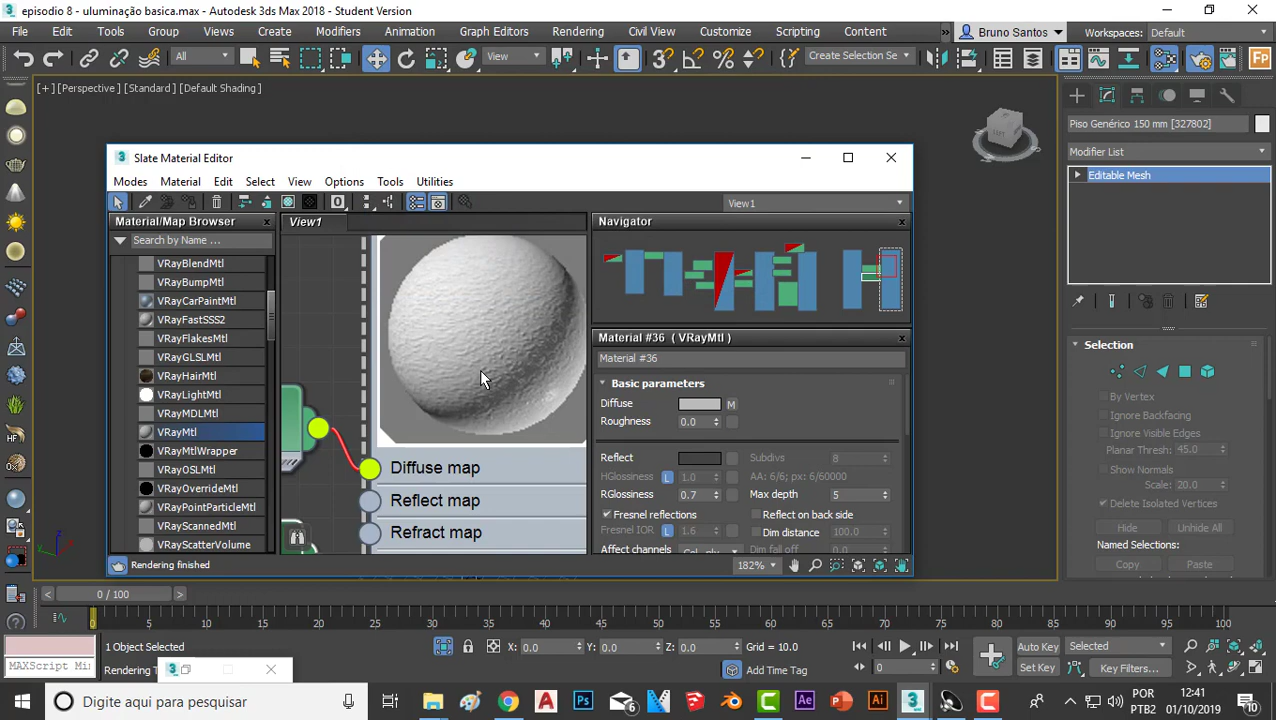 episodio 8 - uluminação basica.max - Autodesk 3ds Max 2018 - Student Version
File Edit Tools Group Views Create Modifiers Animation Graph Editors Rendering Civil View Customize Scripting Content Bruno Santos Workspaces: Default
All View Create Selection Se
[+] [Perspective] [Standard] [Default Shading]
Piso Genérico 150 mm [327802]
Modifier List
Editable Mesh
Slate Material Editor
Modes Material Edit Select View Options Tools Utilities
View1
Material/Map Browser
Search by Name ...
VRayBlendMtl
VRayBumpMtl
VRayCarPaintMtl
VRayFastSSS2
VRayFlakesMtl
VRayGLSLMtl
VRayHairMtl
VRayLightMtl
VRayMDLMtl
VRayMtl
VRayMtlWrapper
VRayOSLMtl
VRayOverrideMtl
VRayPointParticleMtl
VRayScannedMtl
VRayScatterVolume
View1
Diffuse map
Reflect map
Refract map
Navigator
Material #36 ( VRayMtl )
Material #36
Basic parameters
Diffuse M
Roughness 0.0
Reflect Subdivs 8
HGlossiness L 1.0 AA: 6/6; px: 6/60000
RGlossiness 0.7 Max depth 5
Fresnel reflections Reflect on back side
Fresnel IOR L 1.6 Dim distance 100.0
Affect channels Dim fall off 0.0
Rendering finished 182%
Selection
By Vertex
Ignore Backfacing
Ignore Visible Edges
Planar Thresh: 45.0
Show Normals
Scale: 20.0
Delete Isolated Vertices
Hide Unhide All
Named Selections:
Copy Paste
0 / 100
0 5 10 15 20 25 30 35 40 45 50 55 60 65 70 75 80 85 90 95 100
1 Object Selected X: 0.0 Y: 0.0 Z: 0.0 Grid = 10.0 Auto Key Selected
MAXScript Mi Rendering T Add Time Tag 0 Set Key Key Filters...
Digite aqui para pesquisar
POR
PTB2
12:41
01/10/2019